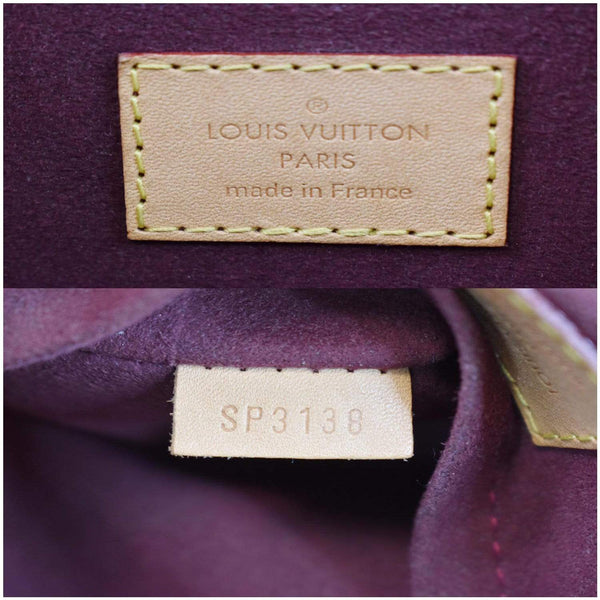 ®
LOUIS VUITTON
PARIS
made in France
SP3138